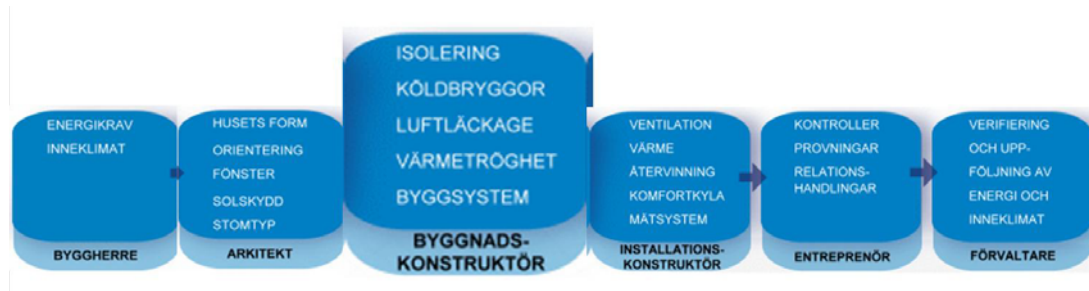 ENERGIKRAV
INNEKLIMAT
BYGGHERRE
HUSETS FORM
ORIENTERING
FÖNSTER
SOLSKYDD
STOMTYP
ARKITEKT
ISOLERING
KÖLDBRYGGOR
LUFTLÄCKAGE
VÄRMETRÖGHET
BYGGSYSTEM
BYGGNADS-
KONSTRUKTÖR
VENTILATION
VÄRME
ÅTERVINNING
KOMFORTKYLA
MÄTSYSTEM
INSTALLATIONS-
KONSTRUKTÖR
KONTROLLER
PROVNINGAR
RELATIONS-
HANDLINGAR
ENTREPRENÖR
VERIFIERING
OCH UPP-
FÖLJNING AV
ENERGI OCH
INNEKLIMAT
FÖRVALTARE